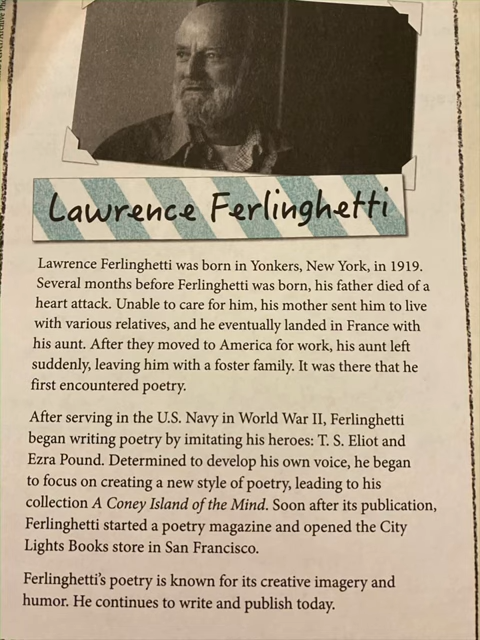 Lawrence Ferlinghetti
Lawrence Ferlinghetti was born in Yonkers, New York, in 1919.
Several months before Ferlinghetti was born, his father died of a
heart attack. Unable to care for him, his mother sent him to live
with various relatives, and he eventually landed in France with
his aunt. After they moved to America for work, his aunt left
suddenly, leaving him with a foster family. It was there that he
first encountered poetry.
After serving in the U.S. Navy in World War II, Ferlinghetti
began writing poetry by imitating his heroes: T. S. Eliot and
Ezra Pound. Determined to develop his own voice, he began
to focus on creating a new style of poetry, leading to his
collection A Coney Island of the Mind. Soon after its publication,
Ferlinghetti started a poetry magazine and opened the City
Lights Books store in San Francisco.
Ferlinghetti's poetry is known for its creative imagery and
humor. He continues to write and publish today.